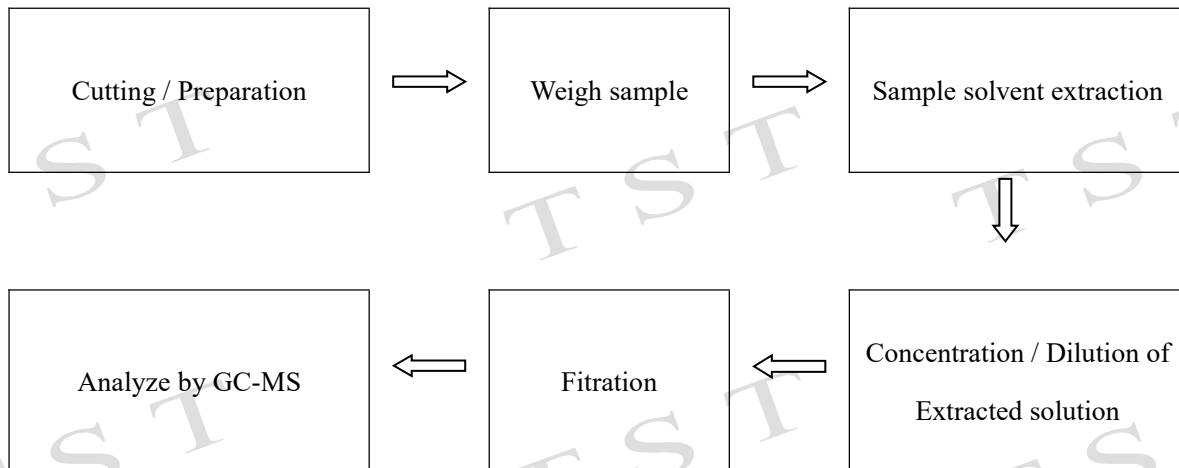 Cutting / Preparation
Weigh sample
Sample solvent extraction
Concentration / Dilution of
Extracted solution
Fitration
Analyze by GC-MS
S T
T S T
T S
S T
S T
S